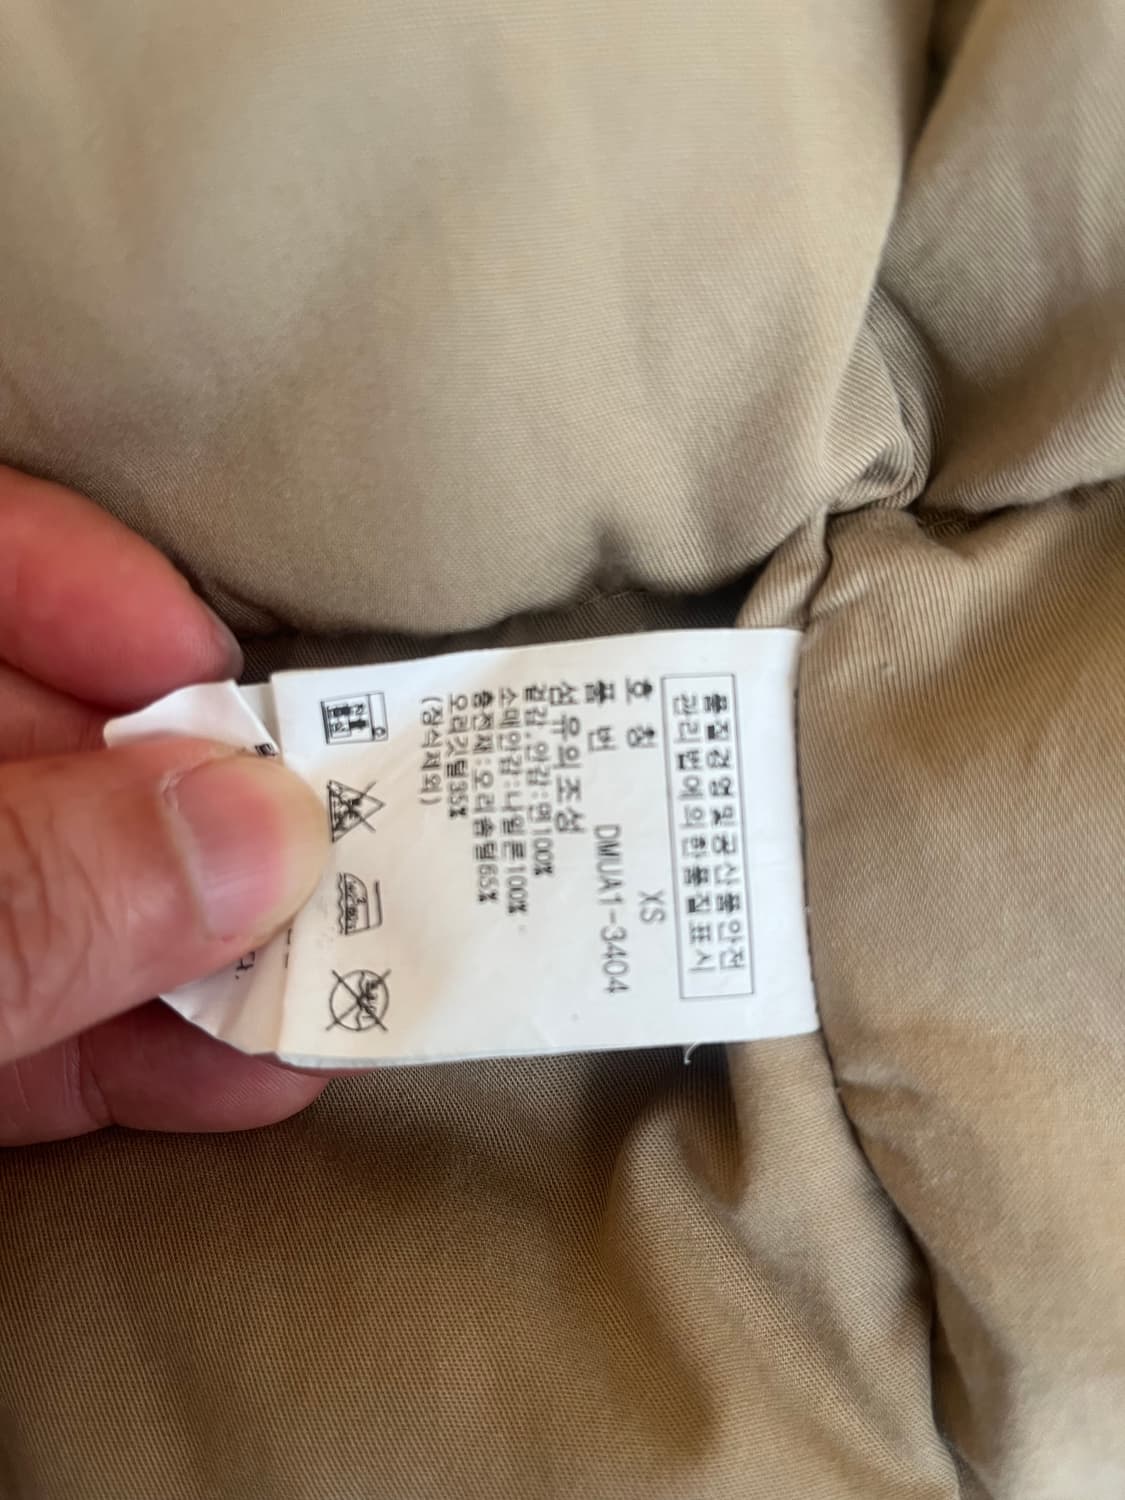 품질경영 및 공산품안전
관리법에 의한 품질표시
호 칭 XS
품 번 DMUA1-3404
섬유의 조성
겉감,안감:면100%
소매안감:나일론100%
충전재:오리솜털65%
오리깃털35%
(장식제외)